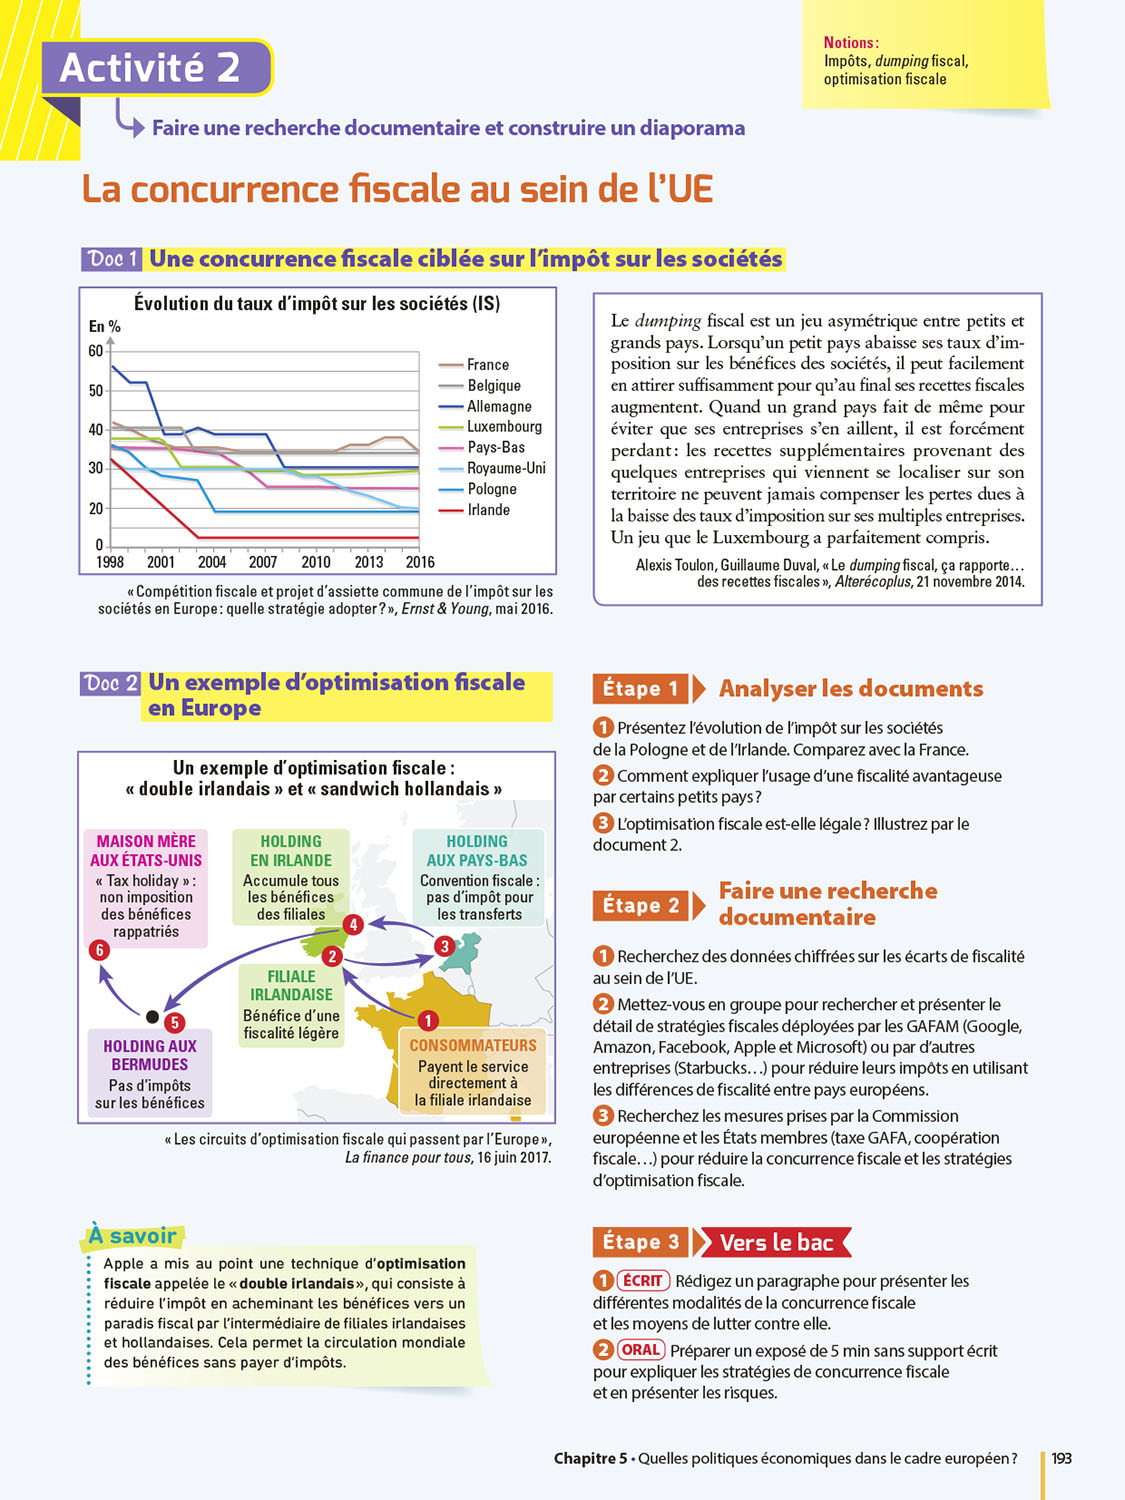 Activité 2
Notions :
Impôts, dumping fiscal,
optimisation fiscale
Faire une recherche documentaire et construire un diaporama
La concurrence fiscale au sein de l'UE
Doc 1 Une concurrence fiscale ciblée sur l'impôt sur les sociétés
Évolution du taux d'impôt sur les sociétés (IS)
En %
60
50
40
30
20
0
1998 2001 2004 2007 2010 2013 2016
France
Belgique
Allemagne
Luxembourg
Pays-Bas
Royaume-Uni
Pologne
Irlande
« Compétition fiscale et projet d'assiette commune de l'impôt sur les
sociétés en Europe : quelle stratégie adopter ? », Ernst & Young, mai 2016.
Le dumping fiscal est un jeu asymétrique entre petits et
grands pays. Lorsqu'un petit pays abaisse ses taux d'im-
position sur les bénéfices des sociétés, il peut facilement
en attirer suffisamment pour qu'au final ses recettes fiscales
augmentent. Quand un grand pays fait de même pour
éviter que ses entreprises s'en aillent, il est forcément
perdant : les recettes supplémentaires provenant des
quelques entreprises qui viennent se localiser sur son
territoire ne peuvent jamais compenser les pertes dues à
la baisse des taux d'imposition sur ses multiples entreprises.
Un jeu que le Luxembourg a parfaitement compris.
Alexis Toulon, Guillaume Duval, « Le dumping fiscal, ça rapporte…
des recettes fiscales », Alterécoplus, 21 novembre 2014.
Doc 2 Un exemple d'optimisation fiscale
en Europe
Un exemple d'optimisation fiscale :
« double irlandais » et « sandwich hollandais »
MAISON MÈRE
AUX ÉTATS-UNIS
« Tax holiday » :
non imposition
des bénéfices
rappatriés
6
HOLDING
EN IRLANDE
Accumule tous
les bénéfices
des filiales
4
HOLDING
AUX PAYS-BAS
Convention fiscale :
pas d'impôt pour
les transferts
3
2
FILIALE
IRLANDAISE
Bénéfice d'une
fiscalité légère
5
HOLDING AUX
BERMUDES
Pas d'impôts
sur les bénéfices
1
CONSOMMATEURS
Payent le service
directement à
la filiale irlandaise
« Les circuits d'optimisation fiscale qui passent par l'Europe »,
La finance pour tous, 16 juin 2017.
À savoir
Apple a mis au point une technique d'optimisation
fiscale appelée le « double irlandais », qui consiste à
réduire l'impôt en acheminant les bénéfices vers un
paradis fiscal par l'intermédiaire de filiales irlandaises
et hollandaises. Cela permet la circulation mondiale
des bénéfices sans payer d'impôts.
Étape 1 Analyser les documents
1 Présentez l'évolution de l'impôt sur les sociétés
de la Pologne et de l'Irlande. Comparez avec la France.
2 Comment expliquer l'usage d'une fiscalité avantageuse
par certains petits pays ?
3 L'optimisation fiscale est-elle légale ? Illustrez par le
document 2.
Étape 2 Faire une recherche
documentaire
1 Recherchez des données chiffrées sur les écarts de fiscalité
au sein de l'UE.
2 Mettez-vous en groupe pour rechercher et présenter le
détail de stratégies fiscales déployées par les GAFAM (Google,
Amazon, Facebook, Apple et Microsoft) ou par d'autres
entreprises (Starbucks…) pour réduire leurs impôts en utilisant
les différences de fiscalité entre pays européens.
3 Recherchez les mesures prises par la Commission
européenne et les États membres (taxe GAFA, coopération
fiscale…) pour réduire la concurrence fiscale et les stratégies
d'optimisation fiscale.
Étape 3 Vers le bac
1 ÉCRIT Rédigez un paragraphe pour présenter les
différentes modalités de la concurrence fiscale
et les moyens de lutter contre elle.
2 ORAL Préparer un exposé de 5 min sans support écrit
pour expliquer les stratégies de concurrence fiscale
et en présenter les risques.
Chapitre 5 • Quelles politiques économiques dans le cadre européen ? 193